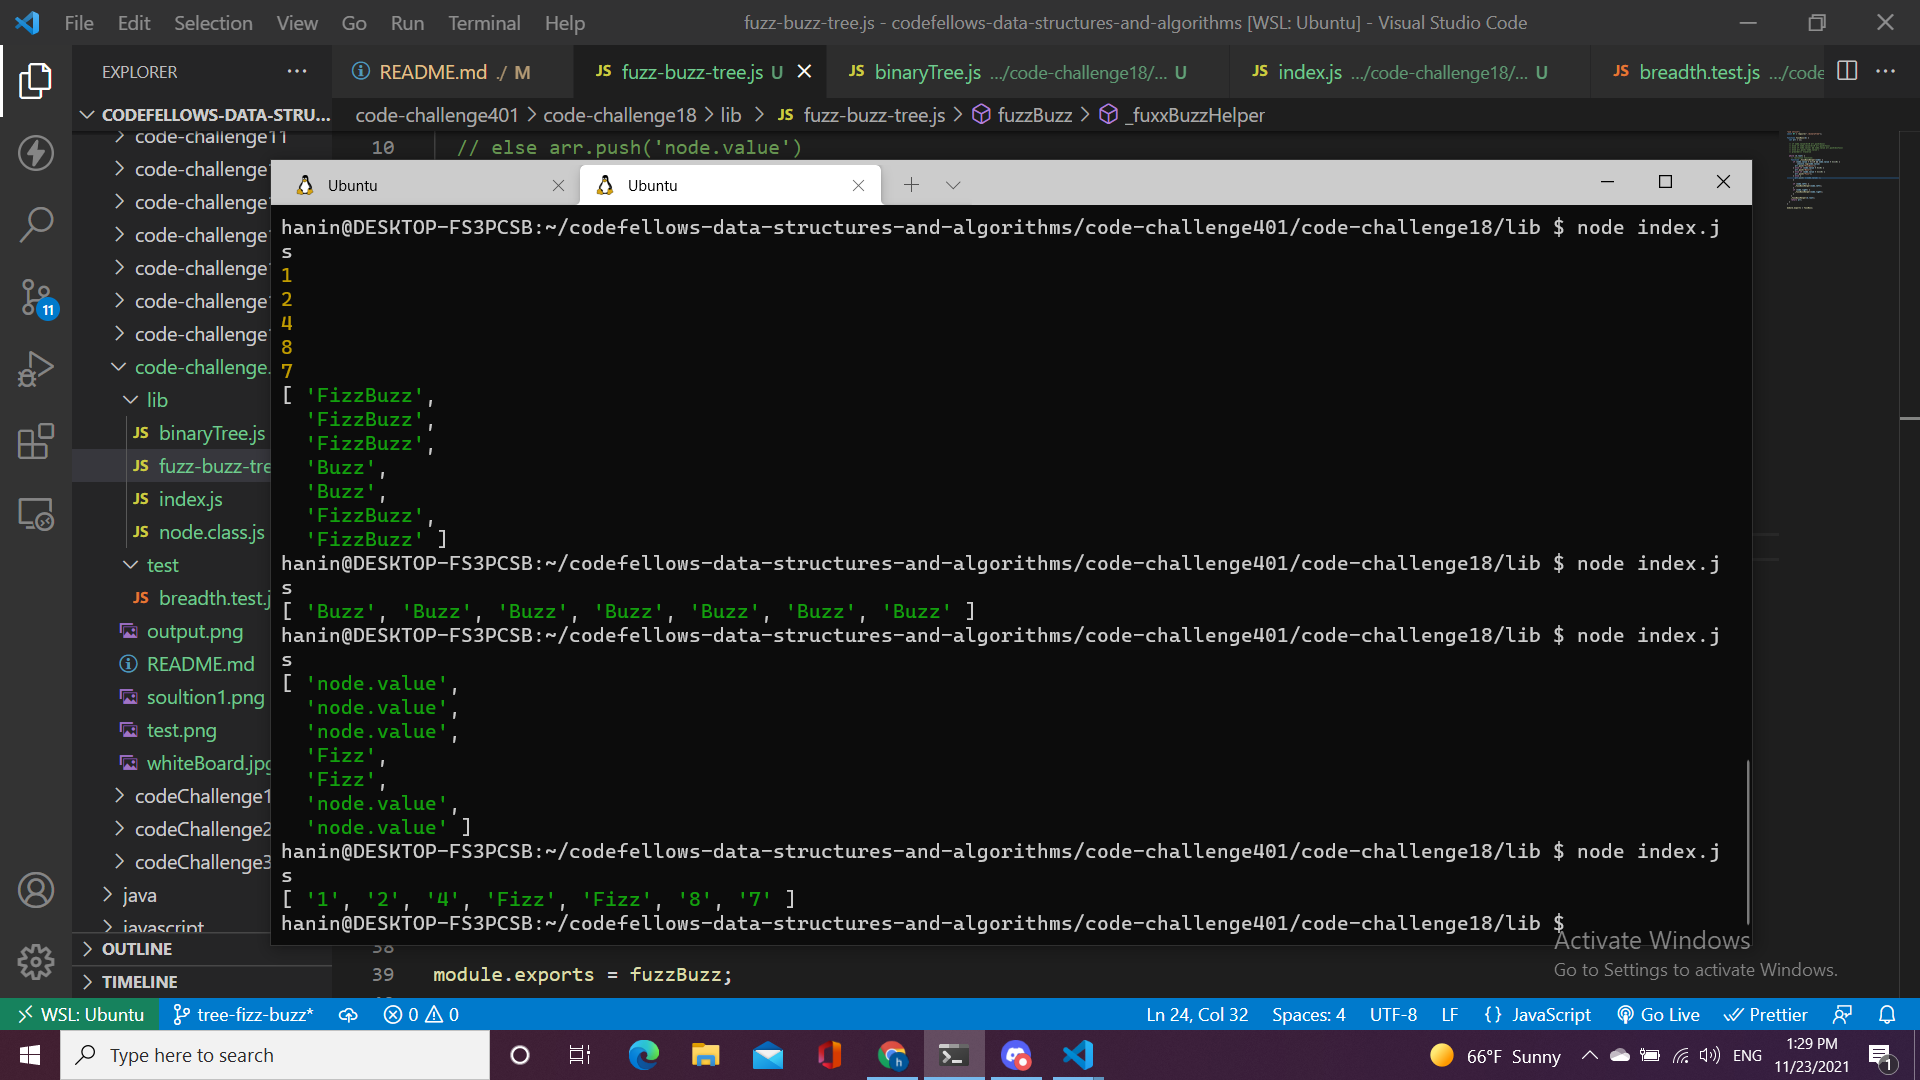 File Edit Selection View Go Run Terminal Help
fuzz-buzz-tree.js - codefellows-data-structures-and-algorithms [WSL: Ubuntu] - Visual Studio Code
EXPLORER
README.md ./ M
JS fuzz-buzz-tree.js U
JS binaryTree.js .../code-challenge18/... U
JS index.js .../code-challenge18/... U
JS breadth.test.js .../code
code-challenge401 > code-challenge18 > lib > JS fuzz-buzz-tree.js > fuzzBuzz > _fuxxBuzzHelper
CODEFELLOWS-DATA-STRU...
code-challenge11
code-challenge
code-challenge
code-challenge
code-challenge
code-challenge
code-challenge
code-challenge.
lib
JS binaryTree.js
JS fuzz-buzz-tre
JS index.js
JS node.class.js
test
JS breadth.test.j
output.png
README.md
soultion1.png
test.png
whiteBoard.jpg
codeChallenge1
codeChallenge2
codeChallenge3
java
javascript
OUTLINE
TIMELINE
11
10 // else arr.push('node.value')
Ubuntu
Ubuntu
hanin@DESKTOP-FS3PCSB:~/codefellows-data-structures-and-algorithms/code-challenge401/code-challenge18/lib $ node index.j
s
1
2
4
8
7
[ 'FizzBuzz',
'FizzBuzz',
'FizzBuzz',
'Buzz',
'Buzz',
'FizzBuzz',
'FizzBuzz' ]
hanin@DESKTOP-FS3PCSB:~/codefellows-data-structures-and-algorithms/code-challenge401/code-challenge18/lib $ node index.j
s
[ 'Buzz', 'Buzz', 'Buzz', 'Buzz', 'Buzz', 'Buzz', 'Buzz' ]
hanin@DESKTOP-FS3PCSB:~/codefellows-data-structures-and-algorithms/code-challenge401/code-challenge18/lib $ node index.j
s
[ 'node.value',
'node.value',
'node.value',
'Fizz',
'Fizz',
'node.value',
'node.value' ]
hanin@DESKTOP-FS3PCSB:~/codefellows-data-structures-and-algorithms/code-challenge401/code-challenge18/lib $ node index.j
s
[ '1', '2', '4', 'Fizz', 'Fizz', '8', '7' ]
hanin@DESKTOP-FS3PCSB:~/codefellows-data-structures-and-algorithms/code-challenge401/code-challenge18/lib $
38
39 module.exports = fuzzBuzz;
Activate Windows
Go to Settings to activate Windows.
WSL: Ubuntu tree-fizz-buzz* 0 0 Ln 24, Col 32 Spaces: 4 UTF-8 LF {} JavaScript Go Live Prettier
Type here to search
66°F Sunny ENG
1:29 PM
11/23/2021
1